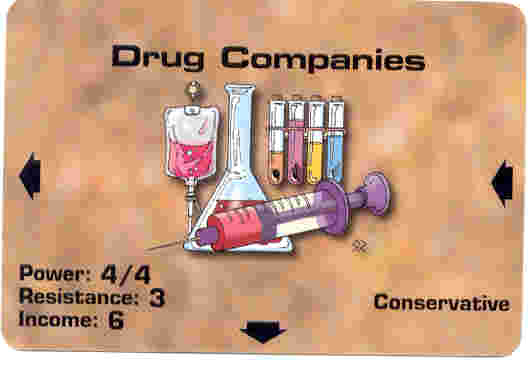 Drug Companies
Power: 4/4
Resistance: 3
Income: 6
Conservative